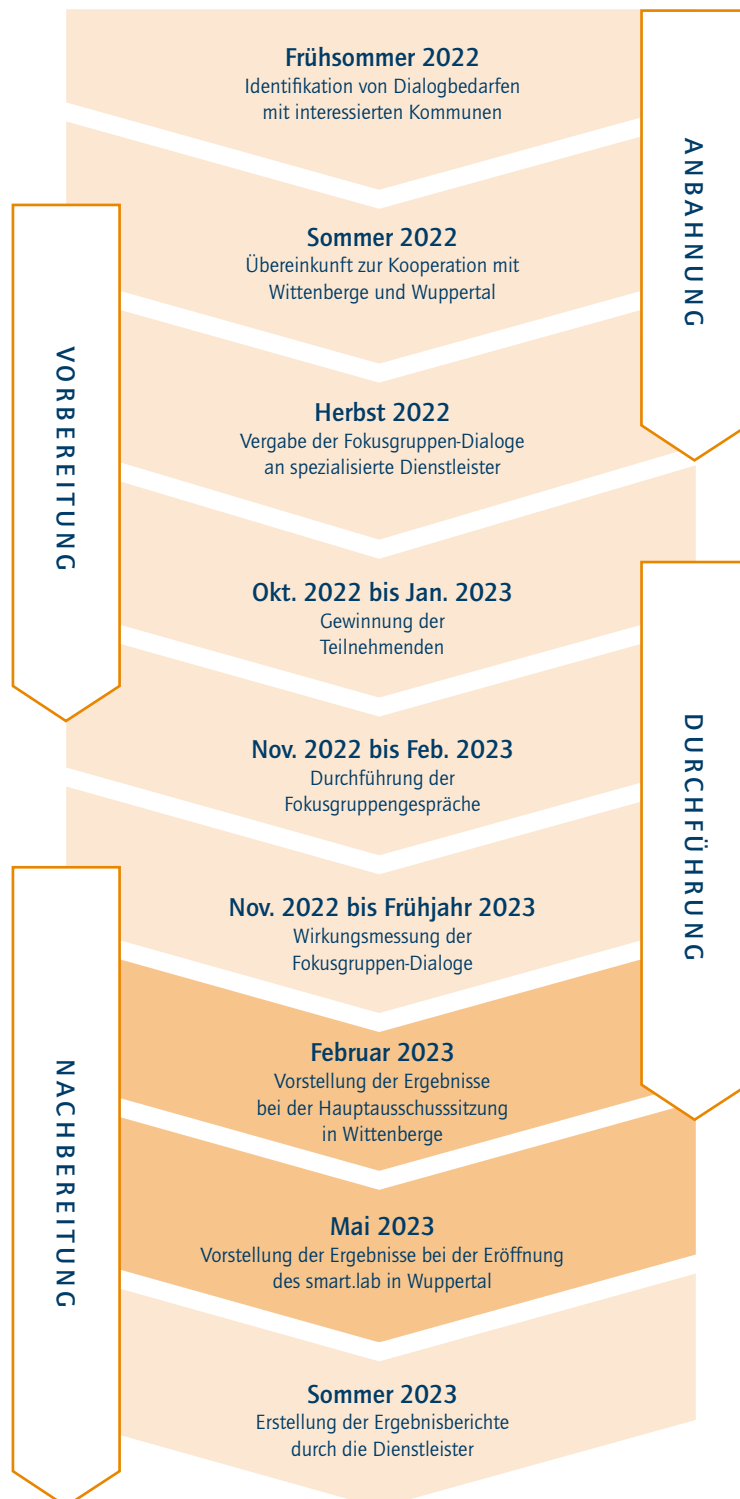 Frühsommer 2022
Identifikation von Dialogbedarfen
mit interessierten Kommunen
ANBAHNUNG
Sommer 2022
Übereinkunft zur Kooperation mit
Wittenberge und Wuppertal
VORBEREITUNG
Herbst 2022
Vergabe der Fokusgruppen-Dialoge
an spezialisierte Dienstleister
Okt. 2022 bis Jan. 2023
Gewinnung der
Teilnehmenden
DURCHFÜHRUNG
Nov. 2022 bis Feb. 2023
Durchführung der
Fokusgruppengespräche
Nov. 2022 bis Frühjahr 2023
Wirkungsmessung der
Fokusgruppen-Dialoge
NACHBEREITUNG
Februar 2023
Vorstellung der Ergebnisse
bei der Hauptausschusssitzung
in Wittenberge
Mai 2023
Vorstellung der Ergebnisse bei der Eröffnung
des smart.lab in Wuppertal
Sommer 2023
Erstellung der Ergebnisberichte
durch die Dienstleister